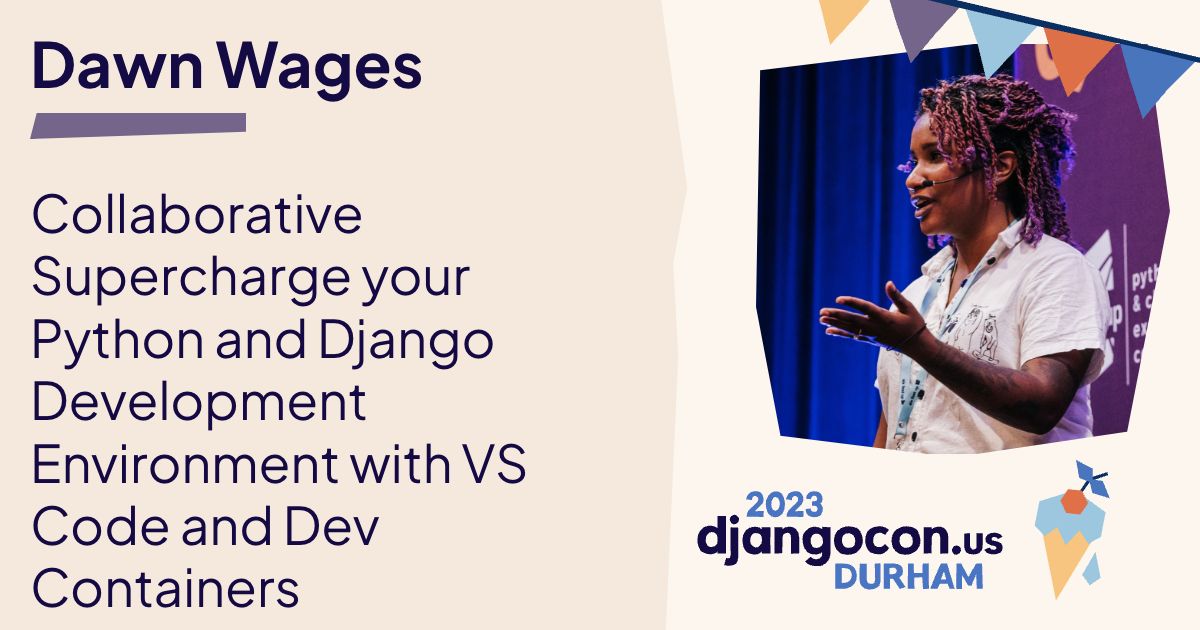 Dawn Wages
Collaborative
Supercharge your
Python and Django
Development
Environment with VS
Code and Dev
Containers
2023
djangocon.us
DURHAM